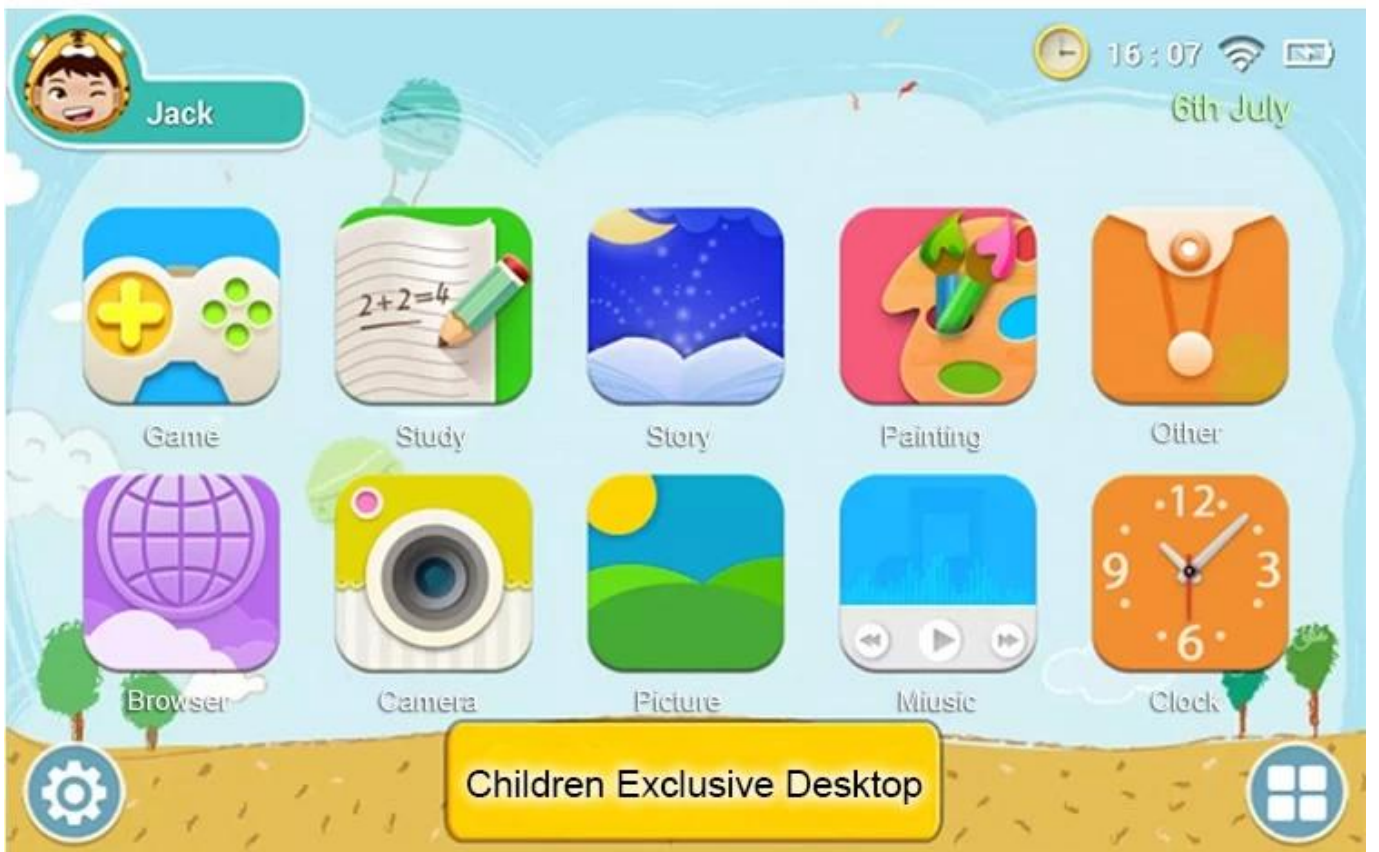 Jack
16:07
6th July
2+2=4
Game
Study
Story
Painting
Other
12
9
3
6
Browser
Camera
Picture
Miusic
Clock
Children Exclusive Desktop